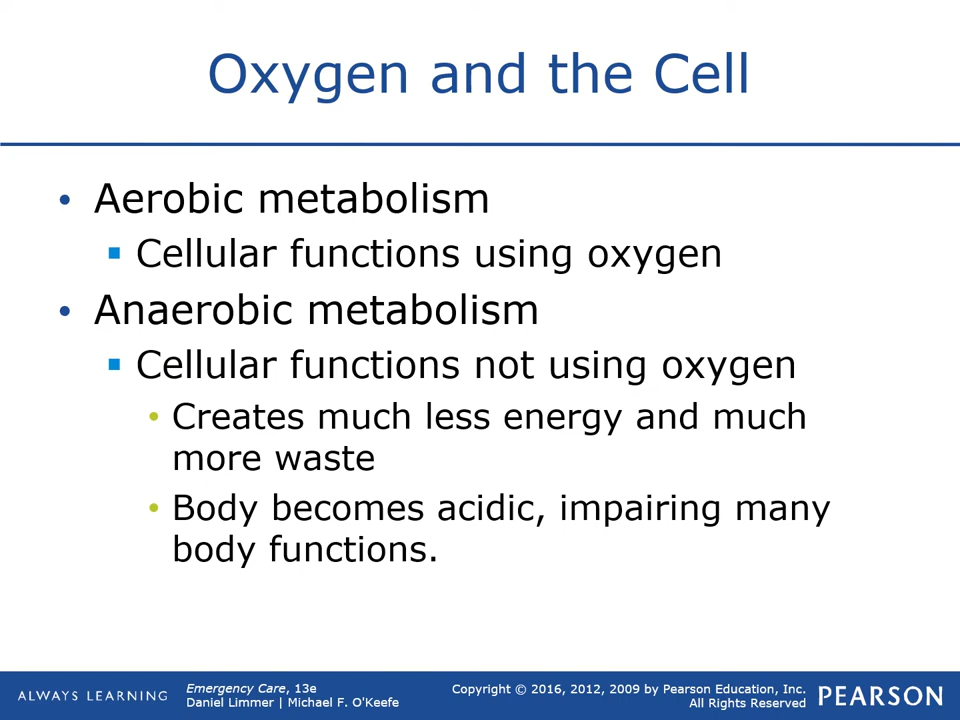 Oxygen and the Cell
• Aerobic metabolism
▪ Cellular functions using oxygen
• Anaerobic metabolism
▪ Cellular functions not using oxygen
• Creates much less energy and much
more waste
• Body becomes acidic, impairing many
body functions.
ALWAYS LEARNING
Emergency Care, 13e
Daniel Limmer | Michael F. O'Keefe
Copyright © 2016, 2012, 2009 by Pearson Education, Inc.
All Rights Reserved
PEARSON